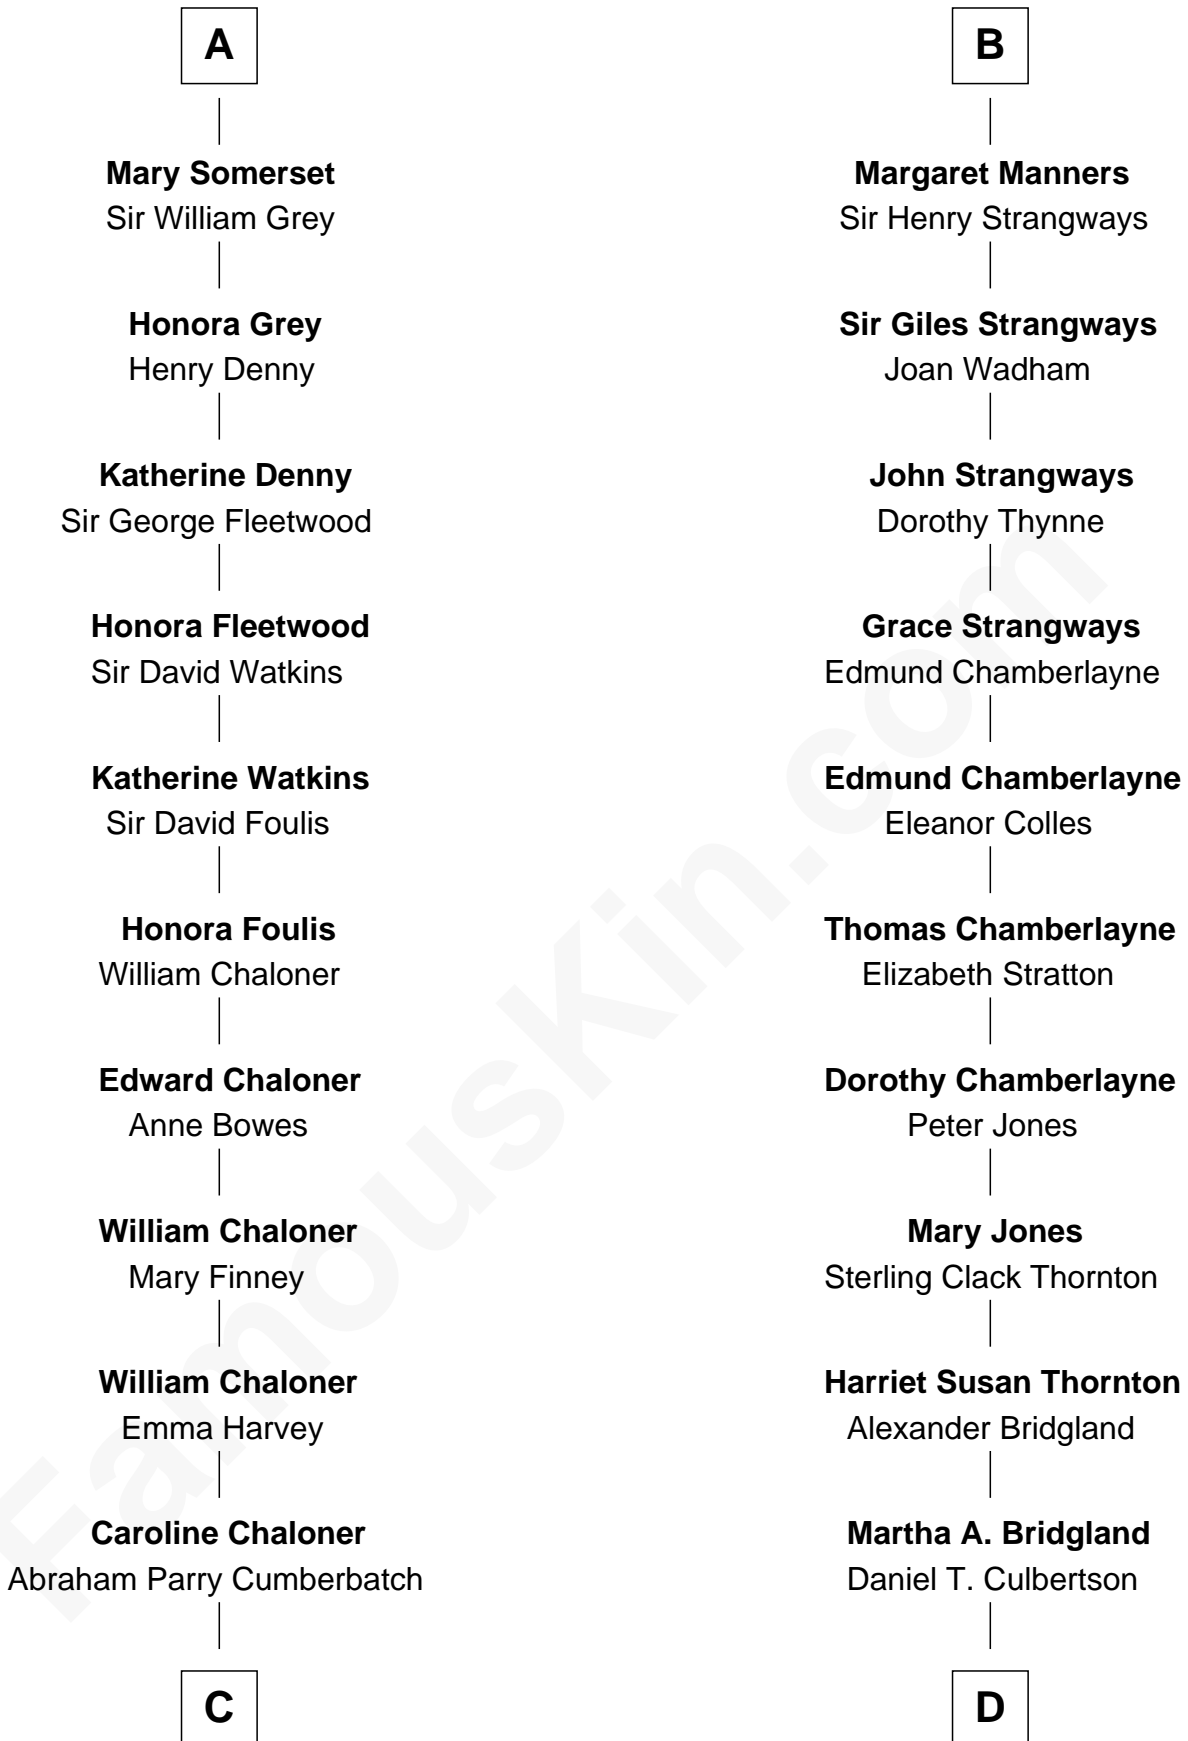 A
Mary Somerset
Sir William Grey
Honora Grey
Henry Denny
Katherine Denny
Sir George Fleetwood
Honora Fleetwood
Sir David Watkins
Katherine Watkins
Sir David Foulis
Honora Foulis
William Chaloner
Edward Chaloner
Anne Bowes
William Chaloner
Mary Finney
William Chaloner
Emma Harvey
Caroline Chaloner
Abraham Parry Cumberbatch
C
B
Margaret Manners
Sir Henry Strangways
Sir Giles Strangways
Joan Wadham
John Strangways
Dorothy Thynne
Grace Strangways
Edmund Chamberlayne
Edmund Chamberlayne
Eleanor Colles
Thomas Chamberlayne
Elizabeth Stratton
Dorothy Chamberlayne
Peter Jones
Mary Jones
Sterling Clack Thornton
Harriet Susan Thornton
Alexander Bridgland
Martha A. Bridgland
Daniel T. Culbertson
D
FamousKin.com